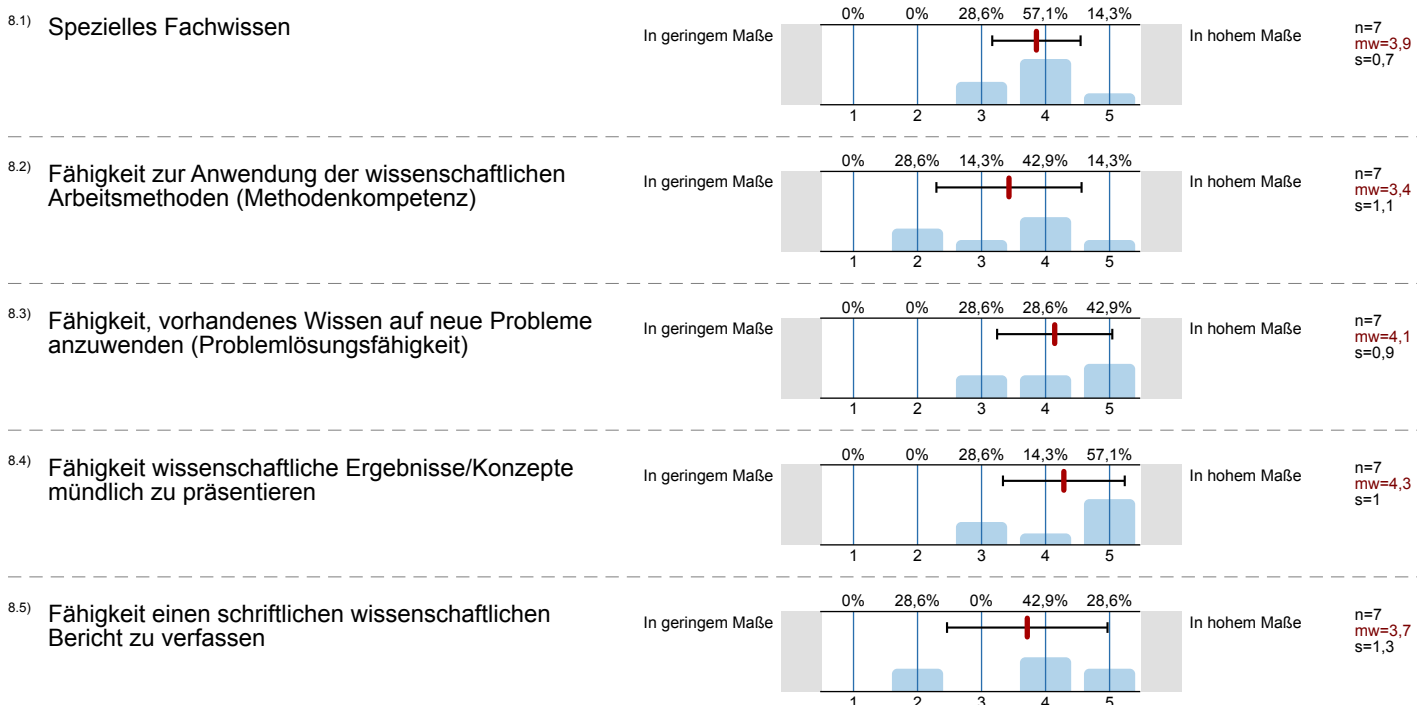 8.1) Spezielles Fachwissen
In geringem Maße
0% 0% 28,6% 57,1% 14,3%
1 2 3 4 5
In hohem Maße
n=7
mw=3,9
s=0,7
8.2) Fähigkeit zur Anwendung der wissenschaftlichen
Arbeitsmethoden (Methodenkompetenz)
In geringem Maße
0% 28,6% 14,3% 42,9% 14,3%
1 2 3 4 5
In hohem Maße
n=7
mw=3,4
s=1,1
8.3) Fähigkeit, vorhandenes Wissen auf neue Probleme
anzuwenden (Problemlösungsfähigkeit)
In geringem Maße
0% 0% 28,6% 28,6% 42,9%
1 2 3 4 5
In hohem Maße
n=7
mw=4,1
s=0,9
8.4) Fähigkeit wissenschaftliche Ergebnisse/Konzepte
mündlich zu präsentieren
In geringem Maße
0% 0% 28,6% 14,3% 57,1%
1 2 3 4 5
In hohem Maße
n=7
mw=4,3
s=1
8.5) Fähigkeit einen schriftlichen wissenschaftlichen
Bericht zu verfassen
In geringem Maße
0% 28,6% 0% 42,9% 28,6%
1 2 3 4 5
In hohem Maße
n=7
mw=3,7
s=1,3